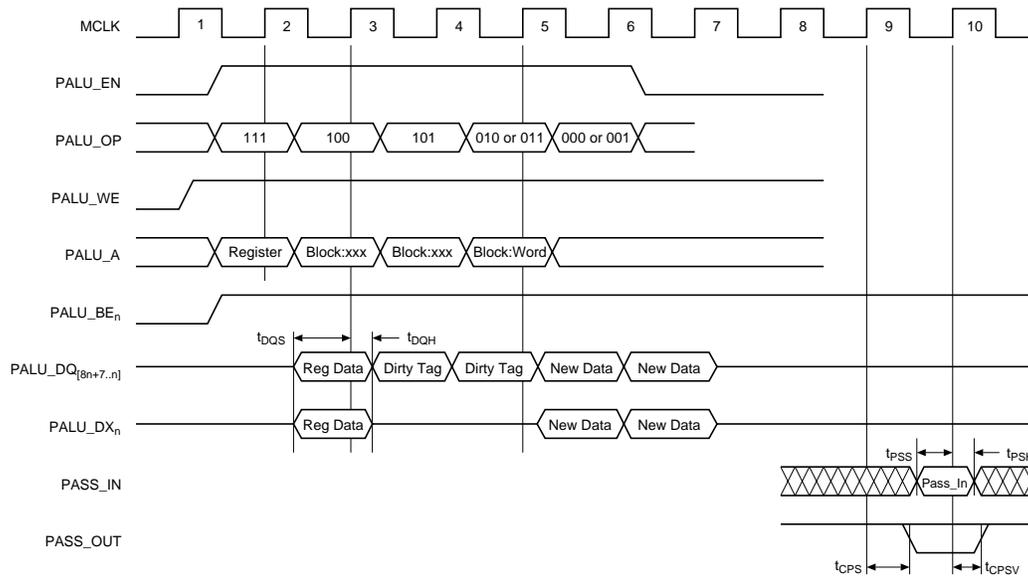 MCLK 1 2 3 4 5 6 7 8 9 10
PALU_EN
PALU_OP 111 100 101 010 or 011 000 or 001
PALU_WE
PALU_A Register Block:xxx Block:xxx Block:Word
PALU_BEn
tDQS tDQH
PALU_DQ[8n+7..n] Reg Data Dirty Tag Dirty Tag New Data New Data
PALU_DXn Reg Data New Data New Data
tPSS tPSH
PASS_IN Pass_In
PASS_OUT
tCPS tCPSV